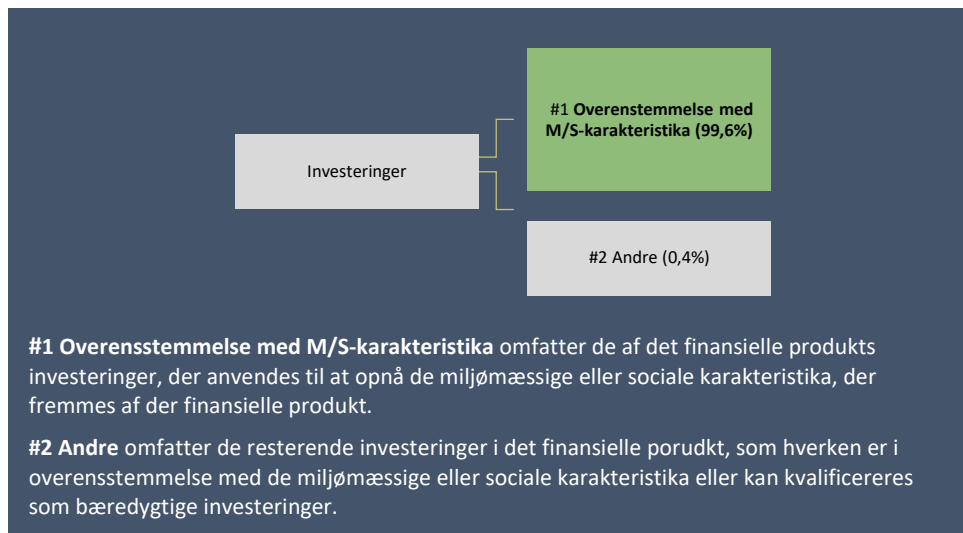 #1 Overenstemmelse med
M/S-karakteristika (99,6%)
Investeringer
#2 Andre (0,4%)
#1 Overensstemmelse med M/S-karakteristika omfatter de af det finansielle produkts
investeringer, der anvendes til at opnå de miljømæssige eller sociale karakteristika, der
fremmes af der finansielle produkt.
#2 Andre omfatter de resterende investeringer i det finansielle porudkt, som hverken er i
overensstemmelse med de miljømæssige eller sociale karakteristika eller kan kvalificereres
som bæredygtige investeringer.